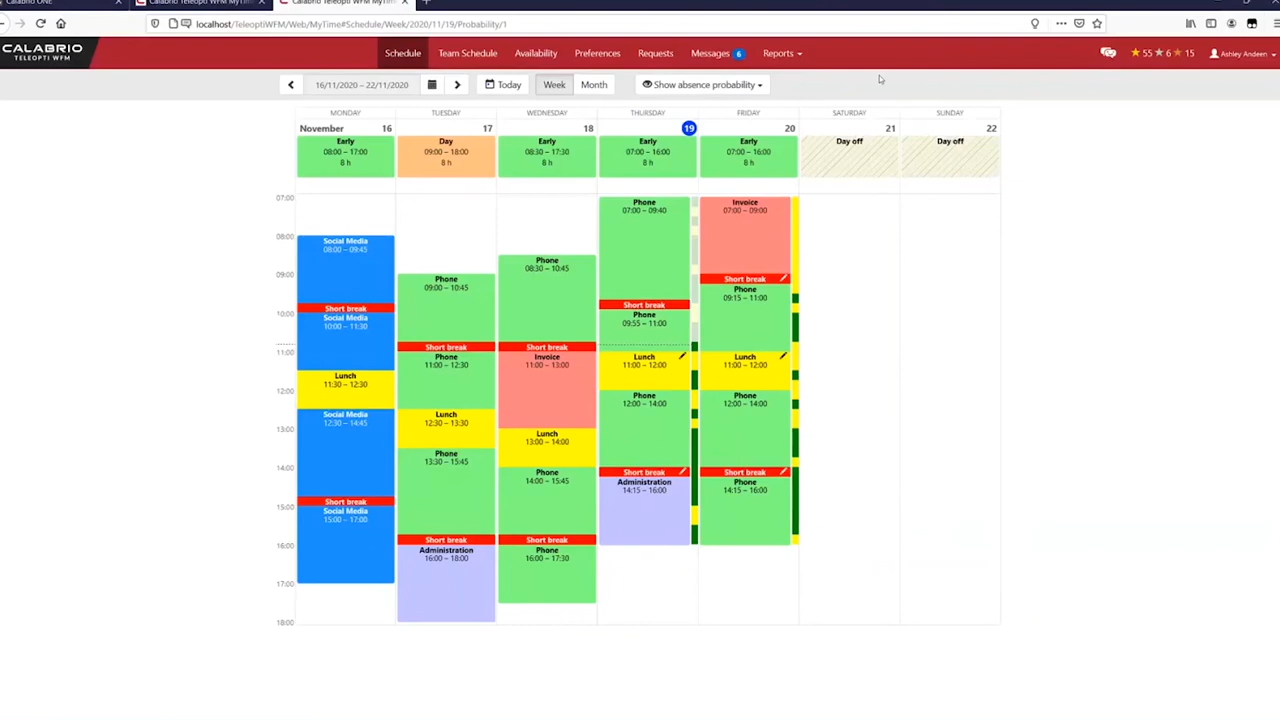 Calabrio ONE
Calabrio Teleopti WFM MyTim
Calabrio Teleopti WFM MyTime
localhost/TeleoptiWFM/Web/MyTime#Schedule/Week/2020/11/19/Probability/1
CALABRIO
TELEOPTI WFM
Schedule
Team Schedule
Availability
Preferences
Requests
Messages 6
Reports
55 6 15
Ashley Andeen
16/11/2020 – 22/11/2020
Today
Week
Month
Show absence probability
MONDAY
TUESDAY
WEDNESDAY
THURSDAY
FRIDAY
SATURDAY
SUNDAY
November 16
17
18
19
20
21
22
Early
08:00 – 17:00
8 h
Day
09:00 – 18:00
8 h
Early
08:30 – 17:30
8 h
Early
07:00 – 16:00
8 h
Early
07:00 – 16:00
8 h
Day off
Day off
07:00
08:00
09:00
10:00
11:00
12:00
13:00
14:00
15:00
16:00
17:00
18:00
Social Media
08:00 – 09:45
Short break
Social Media
10:00 – 11:30
Lunch
11:30 – 12:30
Social Media
12:30 – 14:45
Short break
Social Media
15:00 – 17:00
Phone
09:00 – 10:45
Short break
Phone
11:00 – 12:30
Lunch
12:30 – 13:30
Phone
13:30 – 15:45
Short break
Administration
16:00 – 18:00
Phone
08:30 – 10:45
Short break
Invoice
11:00 – 13:00
Lunch
13:00 – 14:00
Phone
14:00 – 15:45
Short break
Phone
16:00 – 17:30
Phone
07:00 – 09:40
Short break
Phone
09:55 – 11:00
Lunch
11:00 – 12:00
Phone
12:00 – 14:00
Short break
Administration
14:15 – 16:00
Invoice
07:00 – 09:00
Short break
Phone
09:15 – 11:00
Lunch
11:00 – 12:00
Phone
12:00 – 14:00
Short break
Phone
14:15 – 16:00